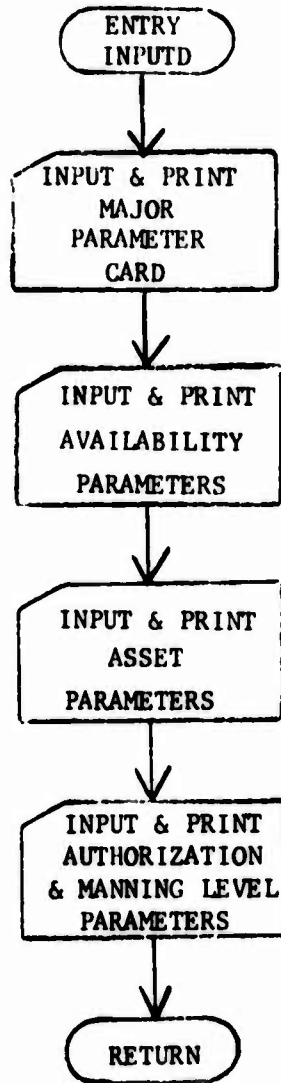 ENTRY
INPUTD
INPUT & PRINT
MAJOR
PARAMETER
CARD
INPUT & PRINT
AVAILABILITY
PARAMETERS
INPUT & PRINT
ASSET
PARAMETERS
INPUT & PRINT
AUTHORIZATION
& MANNING LEVEL
PARAMETERS
RETURN